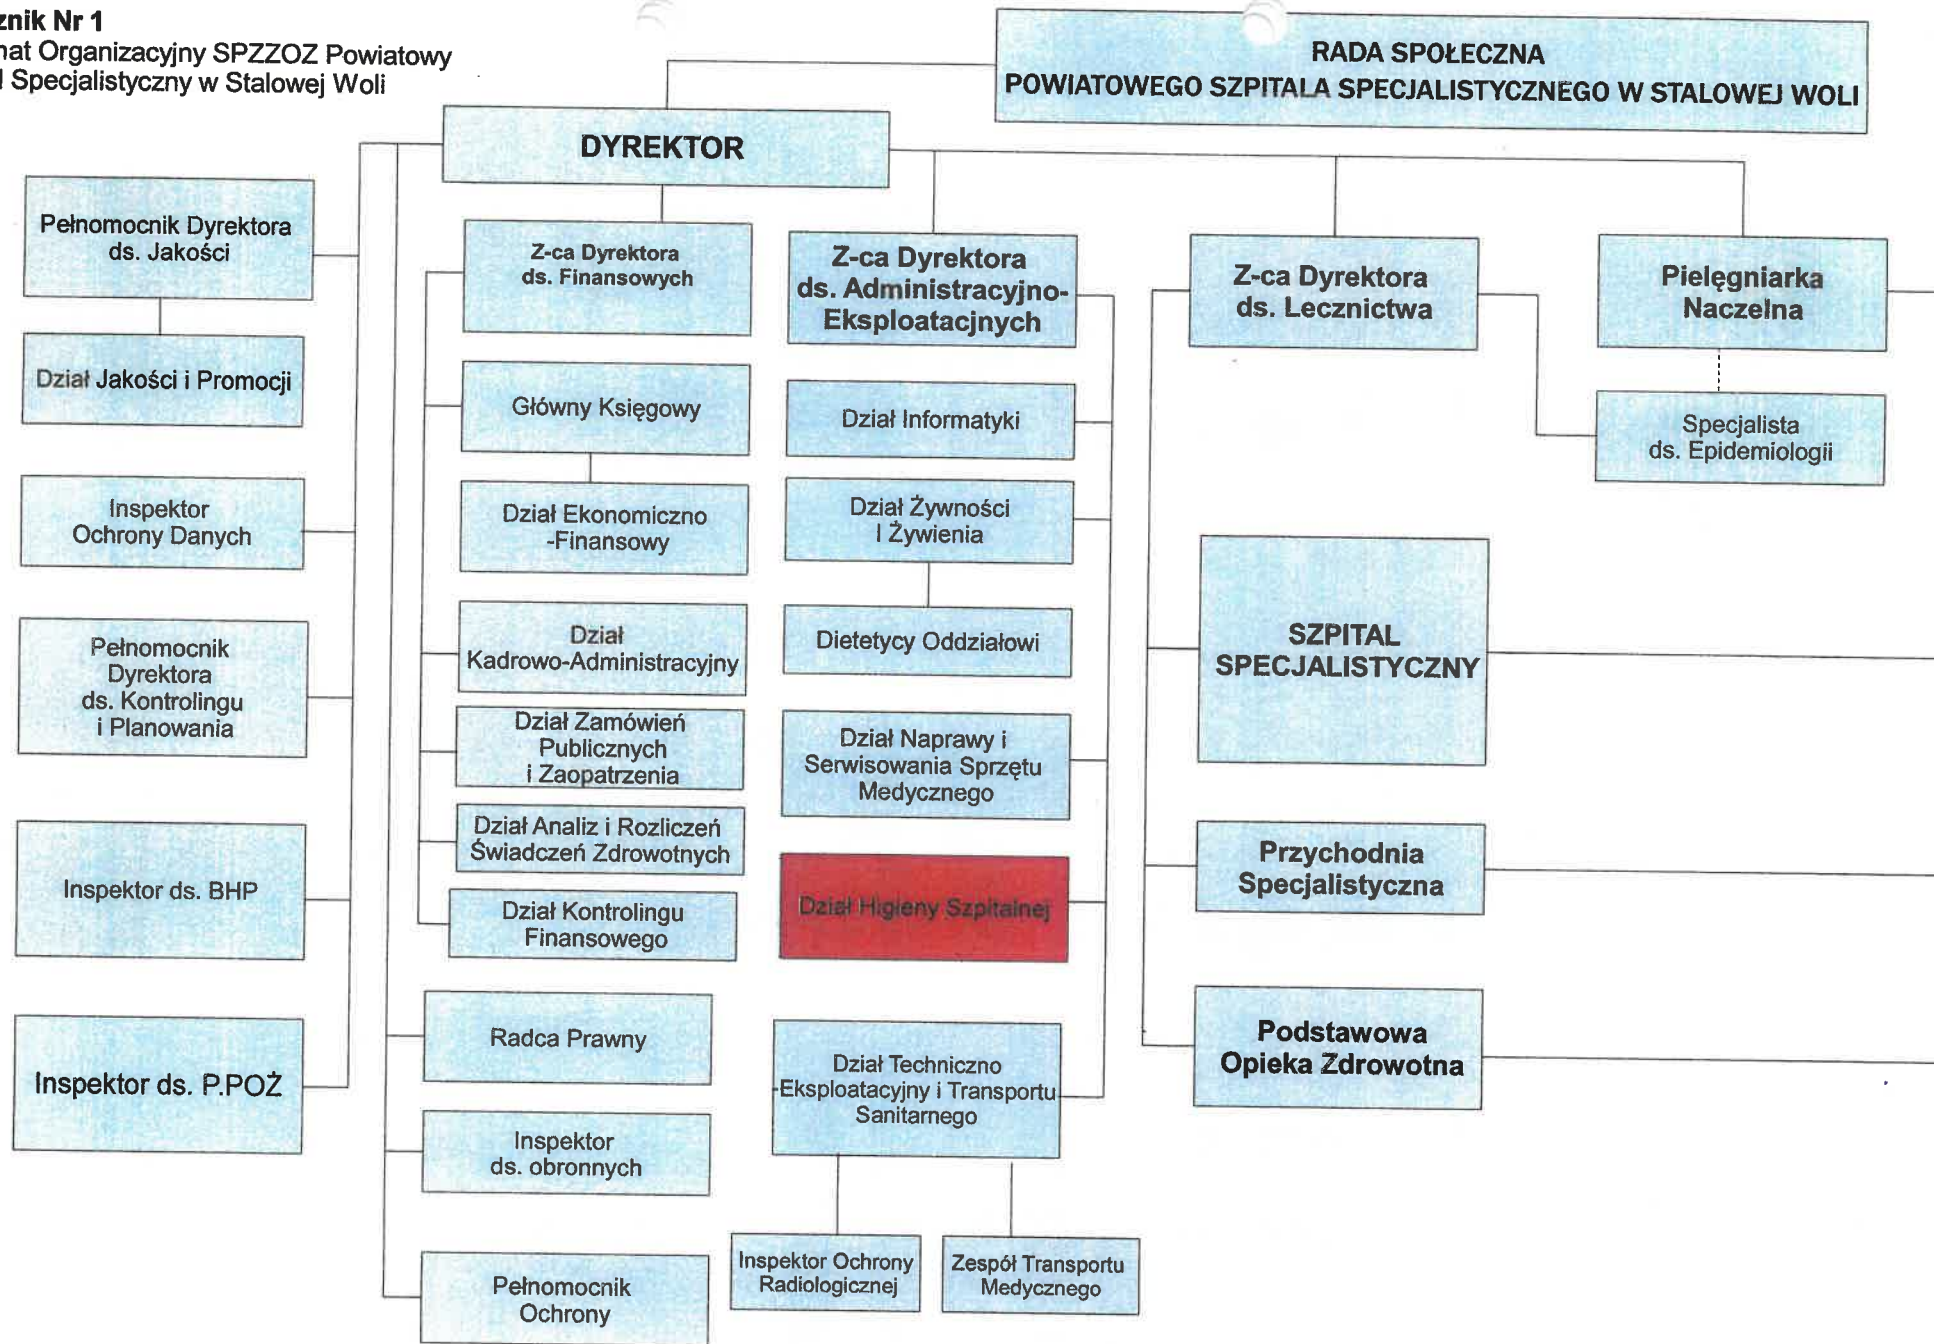 znik Nr 1
nat Organizacyjny SPZZOZ Powiatowy
l Specjalistyczny w Stalowej Woli
RADA SPOŁECZNA
POWIATOWEGO SZPITALA SPECJALISTYCZNEGO W STALOWEJ WOLI
DYREKTOR
Pełnomocnik Dyrektora
ds. Jakości
Dział Jakości i Promocji
Inspektor
Ochrony Danych
Pełnomocnik
Dyrektora
ds. Kontrolingu
i Planowania
Inspektor ds. BHP
Inspektor ds. P.POŻ
Z-ca Dyrektora
ds. Finansowych
Główny Księgowy
Dział Ekonomiczno
-Finansowy
Dział
Kadrowo-Administracyjny
Dział Zamówień
Publicznych
i Zaopatrzenia
Dział Analiz i Rozliczeń
Świadczeń Zdrowotnych
Dział Kontrolingu
Finansowego
Radca Prawny
Inspektor
ds. obronnych
Pełnomocnik
Ochrony
Z-ca Dyrektora
ds. Administracyjno-
Eksploatacjnych
Dział Informatyki
Dział Żywności
I Żywienia
Dietetycy Oddziałowi
Dział Naprawy i
Serwisowania Sprzętu
Medycznego
Dział Higieny Szpitalnej
Dział Techniczno
-Eksploatacyjny i Transportu
Sanitarnego
Inspektor Ochrony
Radiologicznej
Zespół Transportu
Medycznego
Z-ca Dyrektora
ds. Lecznictwa
Pielęgniarka
Naczelna
Specjalista
ds. Epidemiologii
SZPITAL
SPECJALISTYCZNY
Przychodnia
Specjalistyczna
Podstawowa
Opieka Zdrowotna